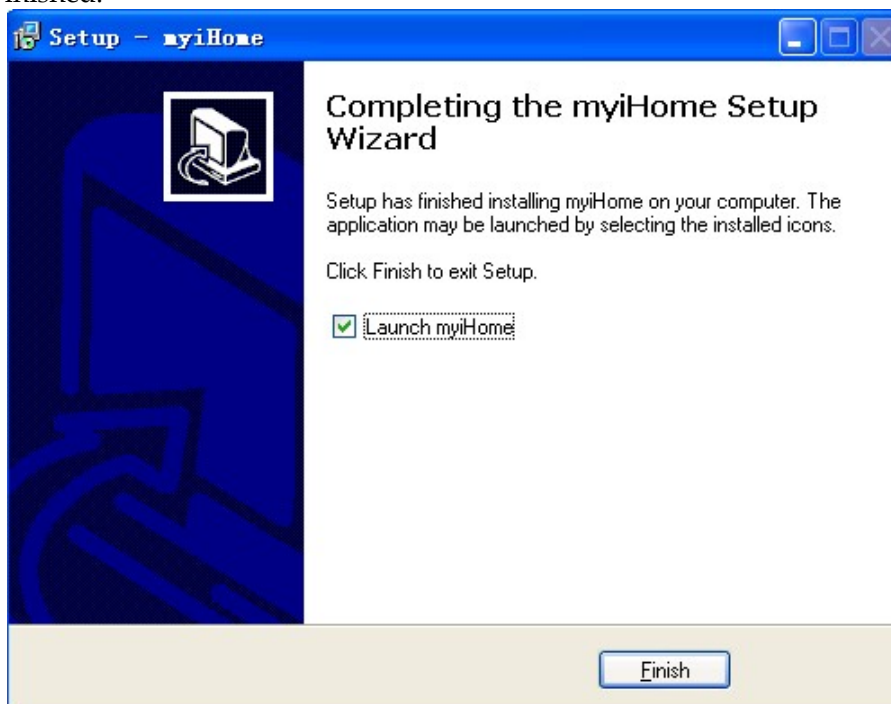 Setup - myiHome
Completing the myiHome Setup
Wizard
Setup has finished installing myiHome on your computer. The
application may be launched by selecting the installed icons.
Click Finish to exit Setup.
Launch myiHome
Finish